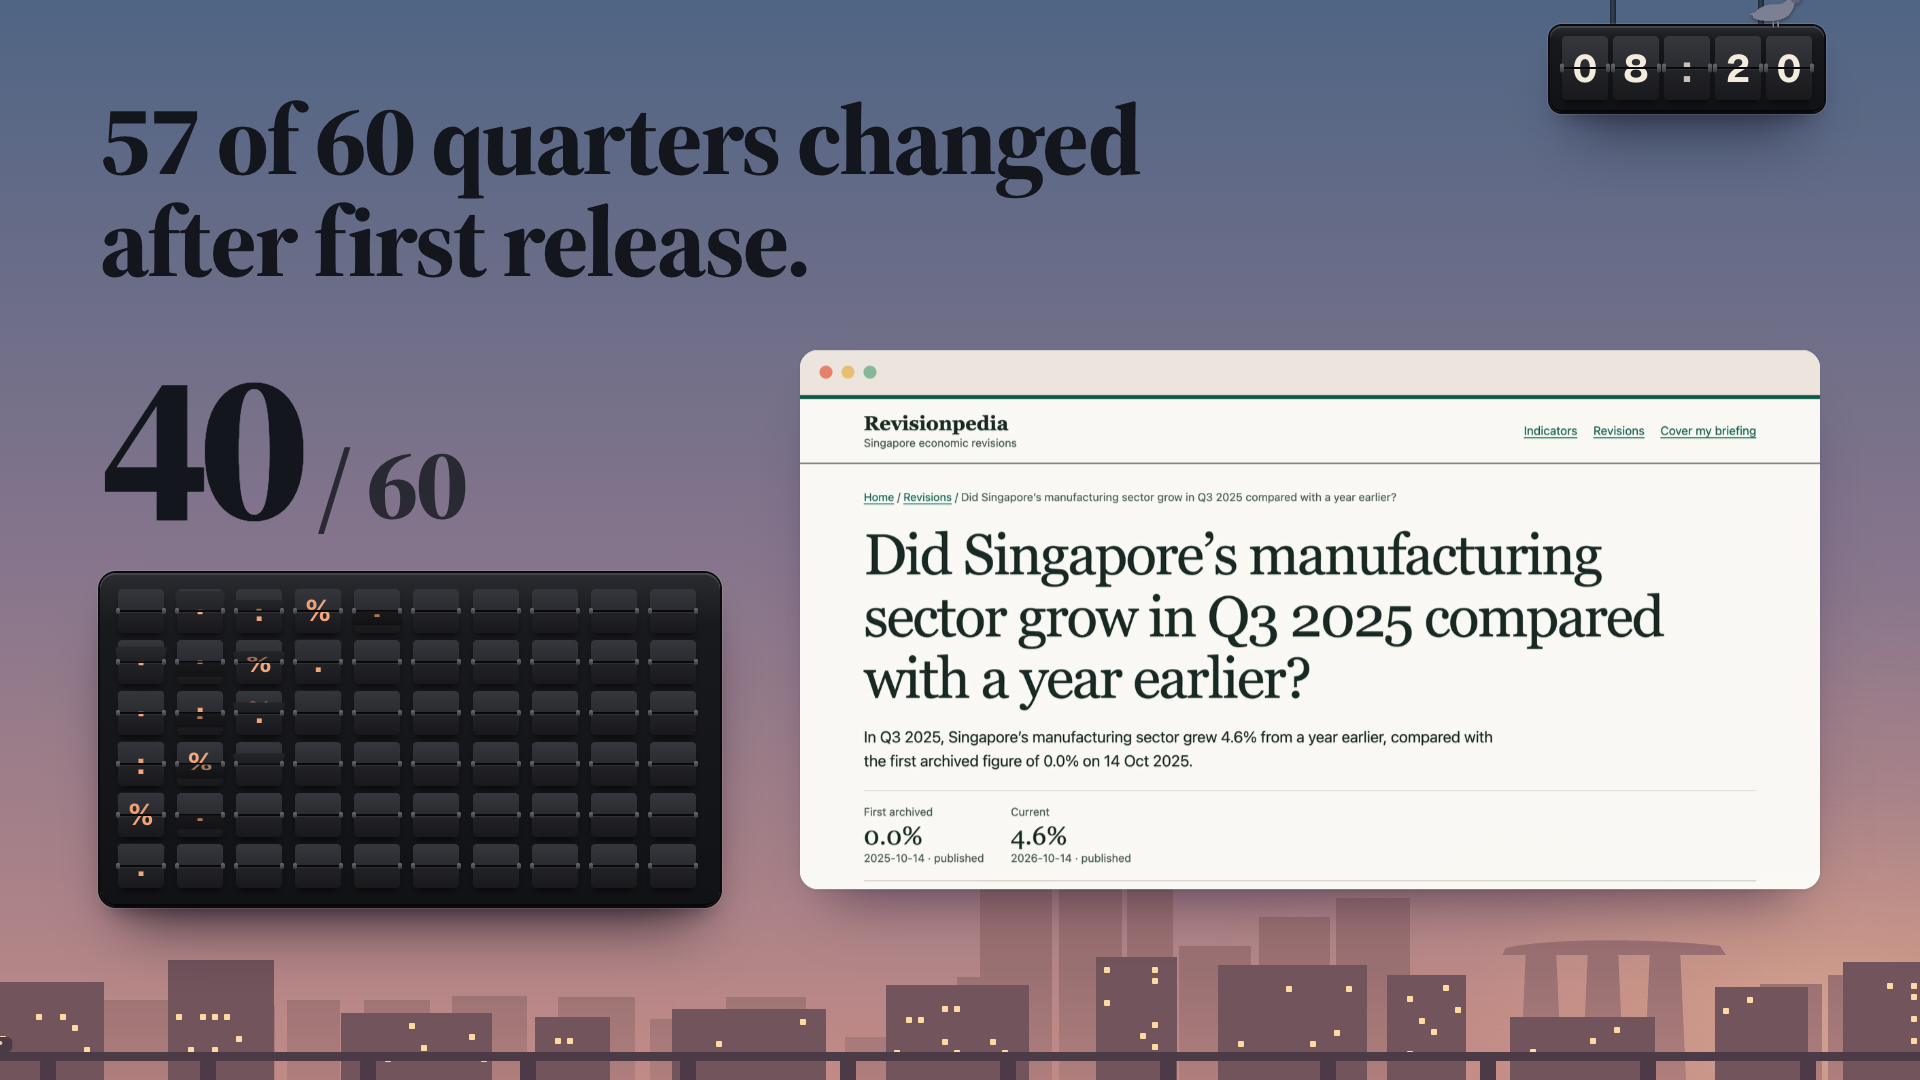 08:20
57 of 60 quarters changed
after first release.
40 / 60
% 
%
%
%
Revisionpedia
Singapore economic revisions
Indicators Revisions Cover my briefing
Home / Revisions / Did Singapore's manufacturing sector grow in Q3 2025 compared with a year earlier?
Did Singapore’s manufacturing
sector grow in Q3 2025 compared
with a year earlier?
In Q3 2025, Singapore’s manufacturing sector grew 4.6% from a year earlier, compared with
the first archived figure of 0.0% on 14 Oct 2025.
First archived Current
0.0% 4.6%
2025-10-14 · published 2026-10-14 · published